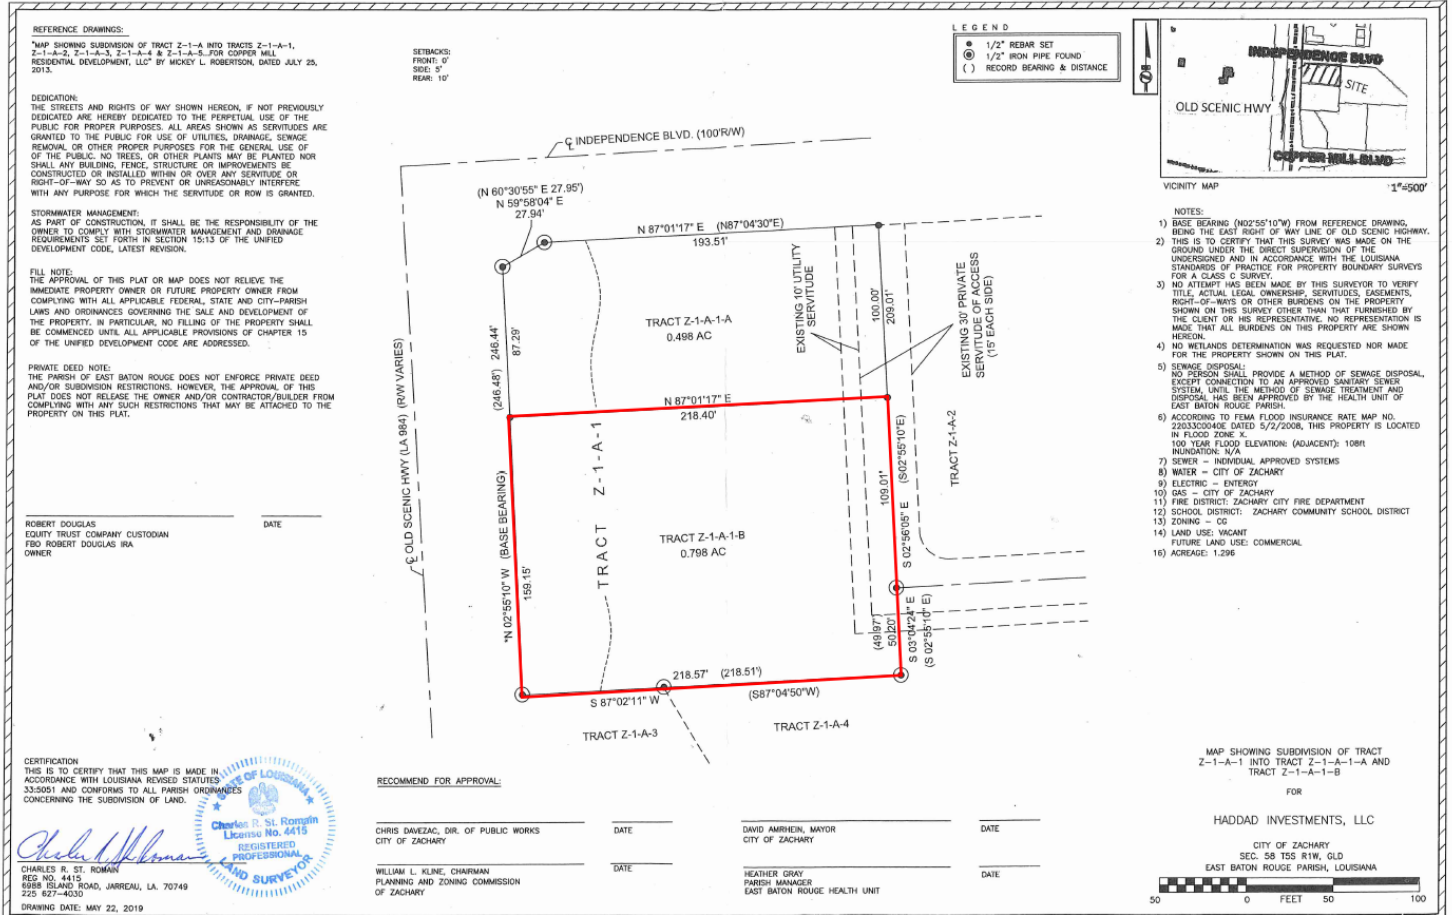 REFERENCE DRAWINGS:
"MAP SHOWING SUBDIVISION OF TRACT Z-1-A INTO TRACTS Z-1-A-1,
Z-1-A-2, Z-1-A-3, Z-1-A-4 & Z-1-A-5...FOR COPPER MILL
RESIDENTIAL DEVELOPMENT, LLC" BY MICKEY L. ROBERTSON, DATED JULY 25,
2013.
DEDICATION:
THE STREETS AND RIGHTS OF WAY SHOWN HEREON, IF NOT PREVIOUSLY
DEDICATED ARE HEREBY DEDICATED TO THE PERPETUAL USE OF THE
PUBLIC FOR PROPER PURPOSES. ALL AREAS SHOWN AS SERVITUDES ARE
GRANTED TO THE PUBLIC FOR USE OF UTILITIES, DRAINAGE, SEWAGE
REMOVAL OR OTHER PROPER PURPOSES FOR THE GENERAL USE OF
OF THE PUBLIC. NO TREES, OR OTHER PLANTS MAY BE PLANTED NOR
SHALL ANY BUILDING, FENCE, STRUCTURE OR IMPROVEMENTS BE
CONSTRUCTED OR INSTALLED WITHIN OR OVER ANY SERVITUDE OR
RIGHT-OF-WAY SO AS TO PREVENT OR UNREASONABLY INTERFERE
WITH ANY PURPOSE FOR WHICH THE SERVITUDE OR ROW IS GRANTED.
STORMWATER MANAGEMENT:
AS PART OF CONSTRUCTION, IT SHALL BE THE RESPONSIBILITY OF THE
OWNER TO COMPLY WITH STORMWATER MANAGEMENT AND DRAINAGE
REQUIREMENTS SET FORTH IN SECTION 15:13 OF THE UNIFIED
DEVELOPMENT CODE, LATEST REVISION.
FILL NOTE:
THE APPROVAL OF THIS PLAT OR MAP DOES NOT RELIEVE THE
IMMEDIATE PROPERTY OWNER OR FUTURE PROPERTY OWNER FROM
COMPLYING WITH ALL APPLICABLE FEDERAL, STATE AND CITY-PARISH
LAWS AND ORDINANCES GOVERNING THE SALE AND DEVELOPMENT OF
THE PROPERTY. IN PARTICULAR, NO FILLING OF THE PROPERTY SHALL
BE COMMENCED UNTIL ALL APPLICABLE PROVISIONS OF CHAPTER 15
OF THE UNIFIED DEVELOPMENT CODE ARE ADDRESSED.
PRIVATE DEED NOTE:
THE PARISH OF EAST BATON ROUGE DOES NOT ENFORCE PRIVATE DEED
AND/OR SUBDIVISION RESTRICTIONS. HOWEVER, THE APPROVAL OF THIS
PLAT DOES NOT RELEASE THE OWNER AND/OR CONTRACTOR/BUILDER FROM
COMPLYING WITH ANY SUCH RESTRICTIONS THAT MAY BE ATTACHED TO THE
PROPERTY ON THIS PLAT.
ROBERT DOUGLAS
EQUITY TRUST COMPANY CUSTODIAN
FBO ROBERT DOUGLAS IRA
OWNER
DATE
CERTIFICATION
THIS IS TO CERTIFY THAT THIS MAP IS MADE IN
ACCORDANCE WITH LOUISIANA REVISED STATUTES
33:5051 AND CONFORMS TO ALL PARISH ORDINANCES
CONCERNING THE SUBDIVISION OF LAND.
STATE OF LOUISIANA
Charles R. St. Romain
License No. 4415
REGISTERED
PROFESSIONAL
LAND SURVEYOR
CHARLES R. ST. ROMAIN
REG NO. 4415
6988 ISLAND ROAD, JARREAU, LA. 70749
225 627-4030
DRAWING DATE: MAY 22, 2019
SETBACKS:
FRONT: 0'
SIDE: 5'
REAR: 10'
℄ INDEPENDENCE BLVD. (100'R/W)
(N 60°30'55" E 27.95')
N 59°58'04" E
27.94'
N 87°01'17" E (N87°04'30"E)
193.51'
℄ OLD SCENIC HWY (LA 984) (R/W VARIES)
(246.48') 246.44'
87.29'
TRACT Z-1-A-1-A
0.498 AC
EXISTING 10' UTILITY
SERVITUDE
100.00'
209.01'
EXISTING 30' PRIVATE
SERVITUDE OF ACCESS
(15' EACH SIDE)
N 87°01'17" E
218.40'
TRACT Z-1-A-1
*N 02°55'10" W (BASE BEARING)
159.15'
TRACT Z-1-A-1-B
0.798 AC
109.01'
S 02°56'05" E (S02°55'10"E)
TRACT Z-1-A-2
(49.97')
50.20'
S 03°04'24" E
(S 02°55'10" E)
218.57' (218.51')
S 87°02'11" W (S87°04'50"W)
TRACT Z-1-A-3
TRACT Z-1-A-4
RECOMMEND FOR APPROVAL:
CHRIS DAVEZAC, DIR. OF PUBLIC WORKS
CITY OF ZACHARY
DATE
WILLIAM L. KLINE, CHAIRMAN
PLANNING AND ZONING COMMISSION
OF ZACHARY
DATE
DAVID AMRHEIN, MAYOR
CITY OF ZACHARY
DATE
HEATHER GRAY
PARISH MANAGER
EAST BATON ROUGE HEALTH UNIT
DATE
LEGEND
1/2" REBAR SET
1/2" IRON PIPE FOUND
( ) RECORD BEARING & DISTANCE
INDEPENDENCE BLVD
SITE
OLD SCENIC HWY
COPPER MILL BLVD
VICINITY MAP
1"=500'
NOTES:
1) BASE BEARING (N02°55'10"W) FROM REFERENCE DRAWING,
BEING THE EAST RIGHT OF WAY LINE OF OLD SCENIC HIGHWAY.
2) THIS IS TO CERTIFY THAT THIS SURVEY WAS MADE ON THE
GROUND UNDER THE DIRECT SUPERVISION OF THE
UNDERSIGNED AND IN ACCORDANCE WITH THE LOUISIANA
STANDARDS OF PRACTICE FOR PROPERTY BOUNDARY SURVEYS
FOR A CLASS C SURVEY.
3) NO ATTEMPT HAS BEEN MADE BY THIS SURVEYOR TO VERIFY
TITLE, ACTUAL LEGAL OWNERSHIP, SERVITUDES, EASEMENTS,
RIGHT-OF-WAYS OR OTHER BURDENS ON THE PROPERTY
SHOWN ON THIS SURVEY OTHER THAN THAT FURNISHED BY
THE CLIENT OR HIS REPRESENTATIVE. NO REPRESENTATION IS
MADE THAT ALL BURDENS ON THIS PROPERTY ARE SHOWN
HEREON.
4) NO WETLANDS DETERMINATION WAS REQUESTED NOR MADE
FOR THE PROPERTY SHOWN ON THIS PLAT.
5) SEWAGE DISPOSAL:
NO PERSON SHALL PROVIDE A METHOD OF SEWAGE DISPOSAL,
EXCEPT CONNECTION TO AN APPROVED SANITARY SEWER
SYSTEM, UNTIL THE METHOD OF SEWAGE TREATMENT AND
DISPOSAL HAS BEEN APPROVED BY THE HEALTH UNIT OF
EAST BATON ROUGE PARISH.
6) ACCORDING TO FEMA FLOOD INSURANCE RATE MAP NO.
22033C0040E DATED 5/2/2008, THIS PROPERTY IS LOCATED
IN FLOOD ZONE X.
100 YEAR FLOOD ELEVATION: (ADJACENT): 108ft
INUNDATION: N/A
7) SEWER - INDIVIDUAL APPROVED SYSTEMS
8) WATER - CITY OF ZACHARY
9) ELECTRIC - ENTERGY
10) GAS - CITY OF ZACHARY
11) FIRE DISTRICT: ZACHARY CITY FIRE DEPARTMENT
12) SCHOOL DISTRICT: ZACHARY COMMUNITY SCHOOL DISTRICT
13) ZONING - CG
14) LAND USE: VACANT
FUTURE LAND USE: COMMERCIAL
16) ACREAGE: 1.296
MAP SHOWING SUBDIVISION OF TRACT
Z-1-A-1 INTO TRACT Z-1-A-1-A AND
TRACT Z-1-A-1-B
FOR
HADDAD INVESTMENTS, LLC
CITY OF ZACHARY
SEC. 58 T5S R1W, GLD
EAST BATON ROUGE PARISH, LOUISIANA
50 0 FEET 50 100